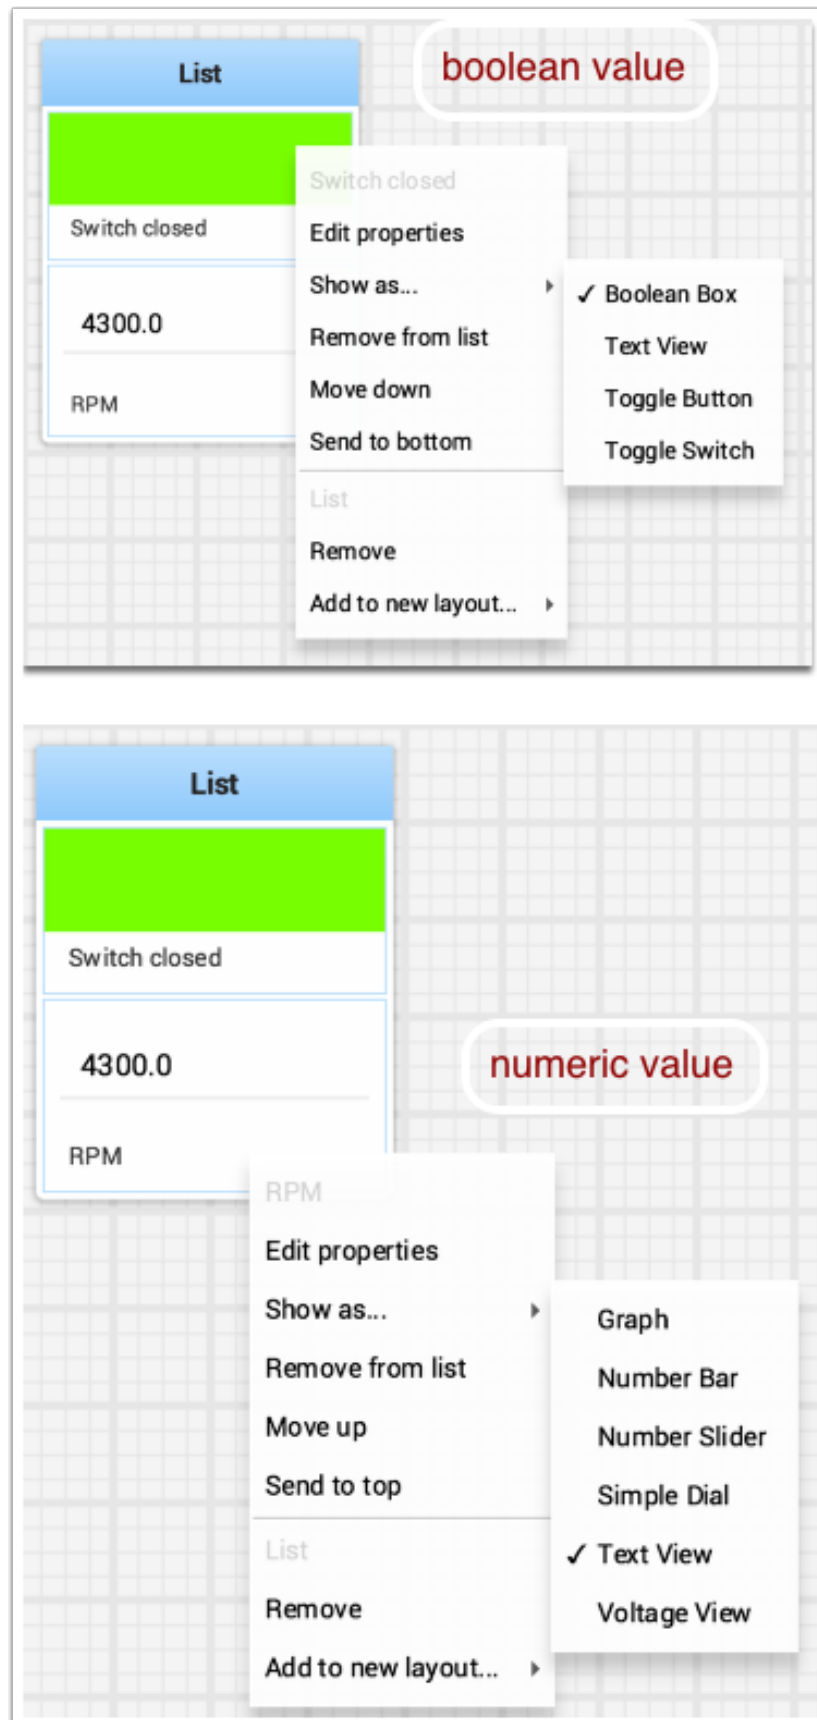 List
boolean value
Switch closed
4300.0
RPM
Switch closed
Edit properties
Show as...
Remove from list
Move down
Send to bottom
List
Remove
Add to new layout...
✓ Boolean Box
Text View
Toggle Button
Toggle Switch
List
Switch closed
4300.0
RPM
numeric value
RPM
Edit properties
Show as...
Remove from list
Move up
Send to top
List
Remove
Add to new layout...
Graph
Number Bar
Number Slider
Simple Dial
✓ Text View
Voltage View